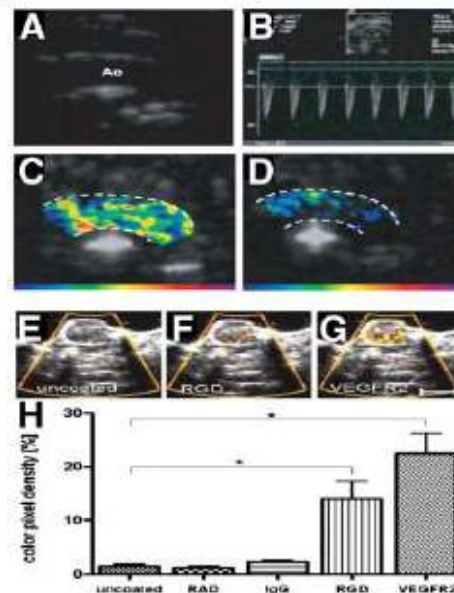 A
B
Ao
C
D
E
F
G
uncoated
RGD
VEGFR2
H
color pixel density [%]
30
20
10
0
*
*
uncoated
RAD
IgG
RGD
VEGFR2